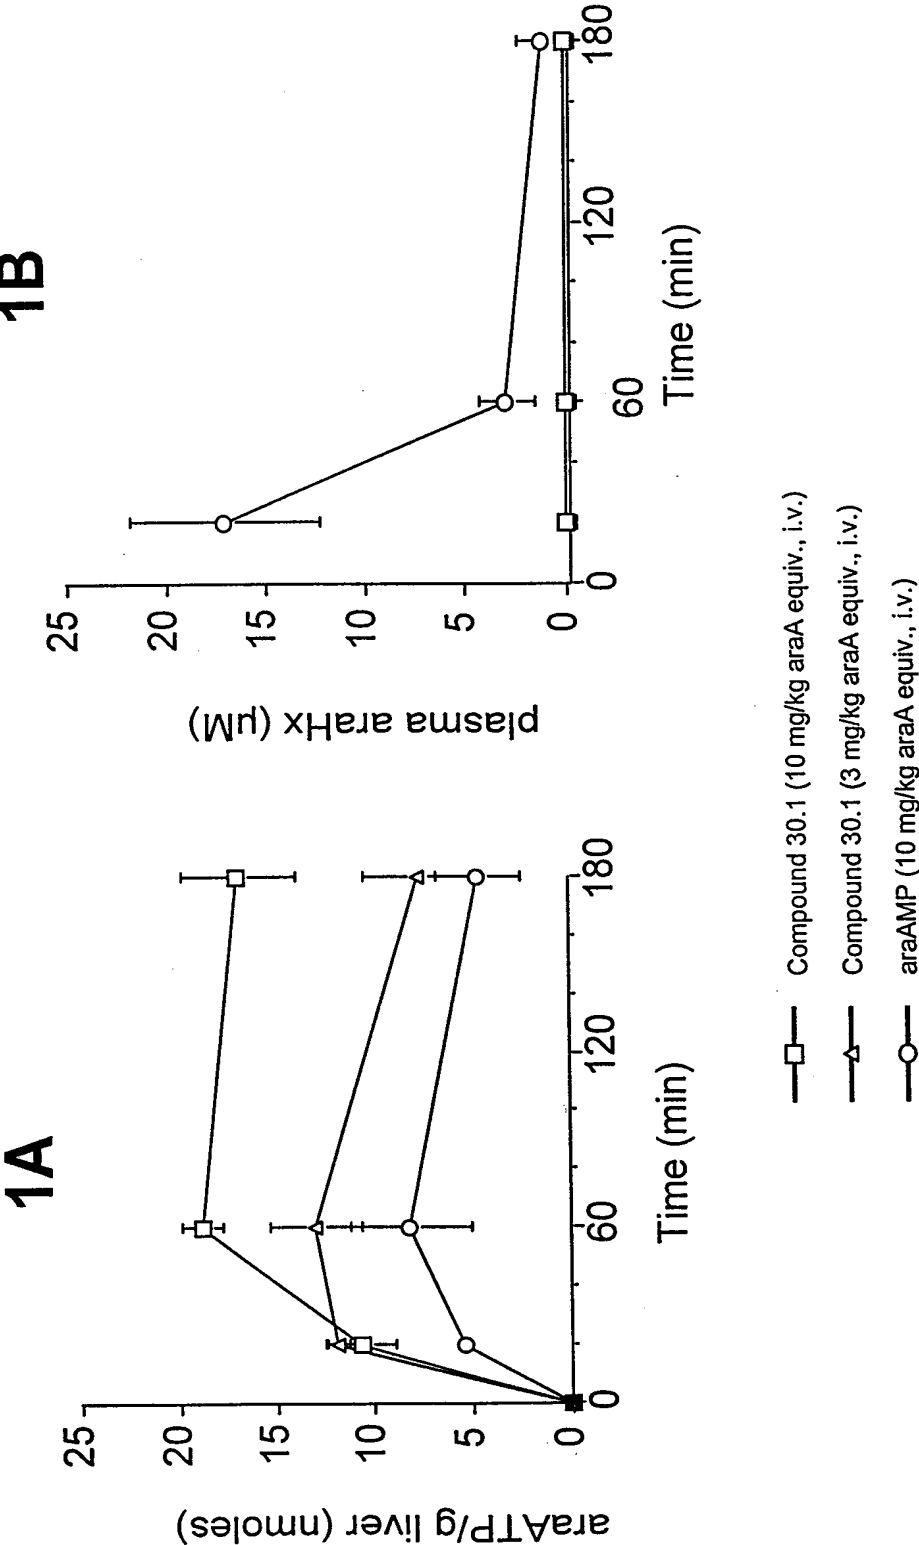 1A
araATP/g liver (nmoles)
25
20
15
10
5
0
0
60
120
180
Time (min)
1B
plasma araHx (µM)
25
20
15
10
5
0
0
60
120
180
Time (min)
Compound 30.1 (10 mg/kg araA equiv., i.v.)
Compound 30.1 (3 mg/kg araA equiv., i.v.)
araAMP (10 mg/kg araA equiv., i.v.)